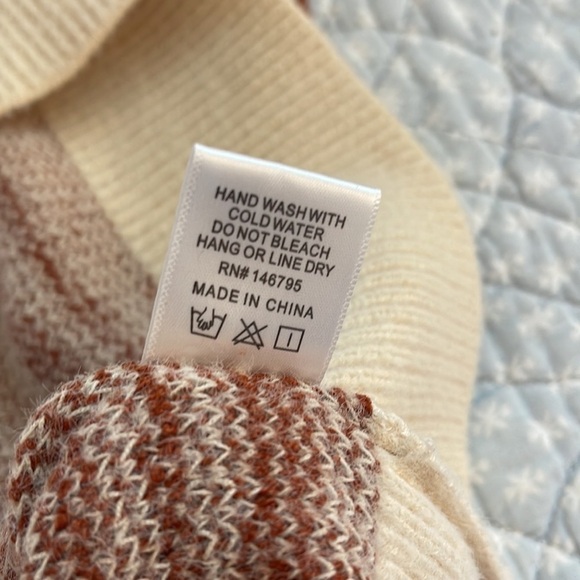 HAND WASH WITH
COLD WATER
DO NOT BLEACH
HANG OR LINE DRY
RN# 146795
MADE IN CHINA